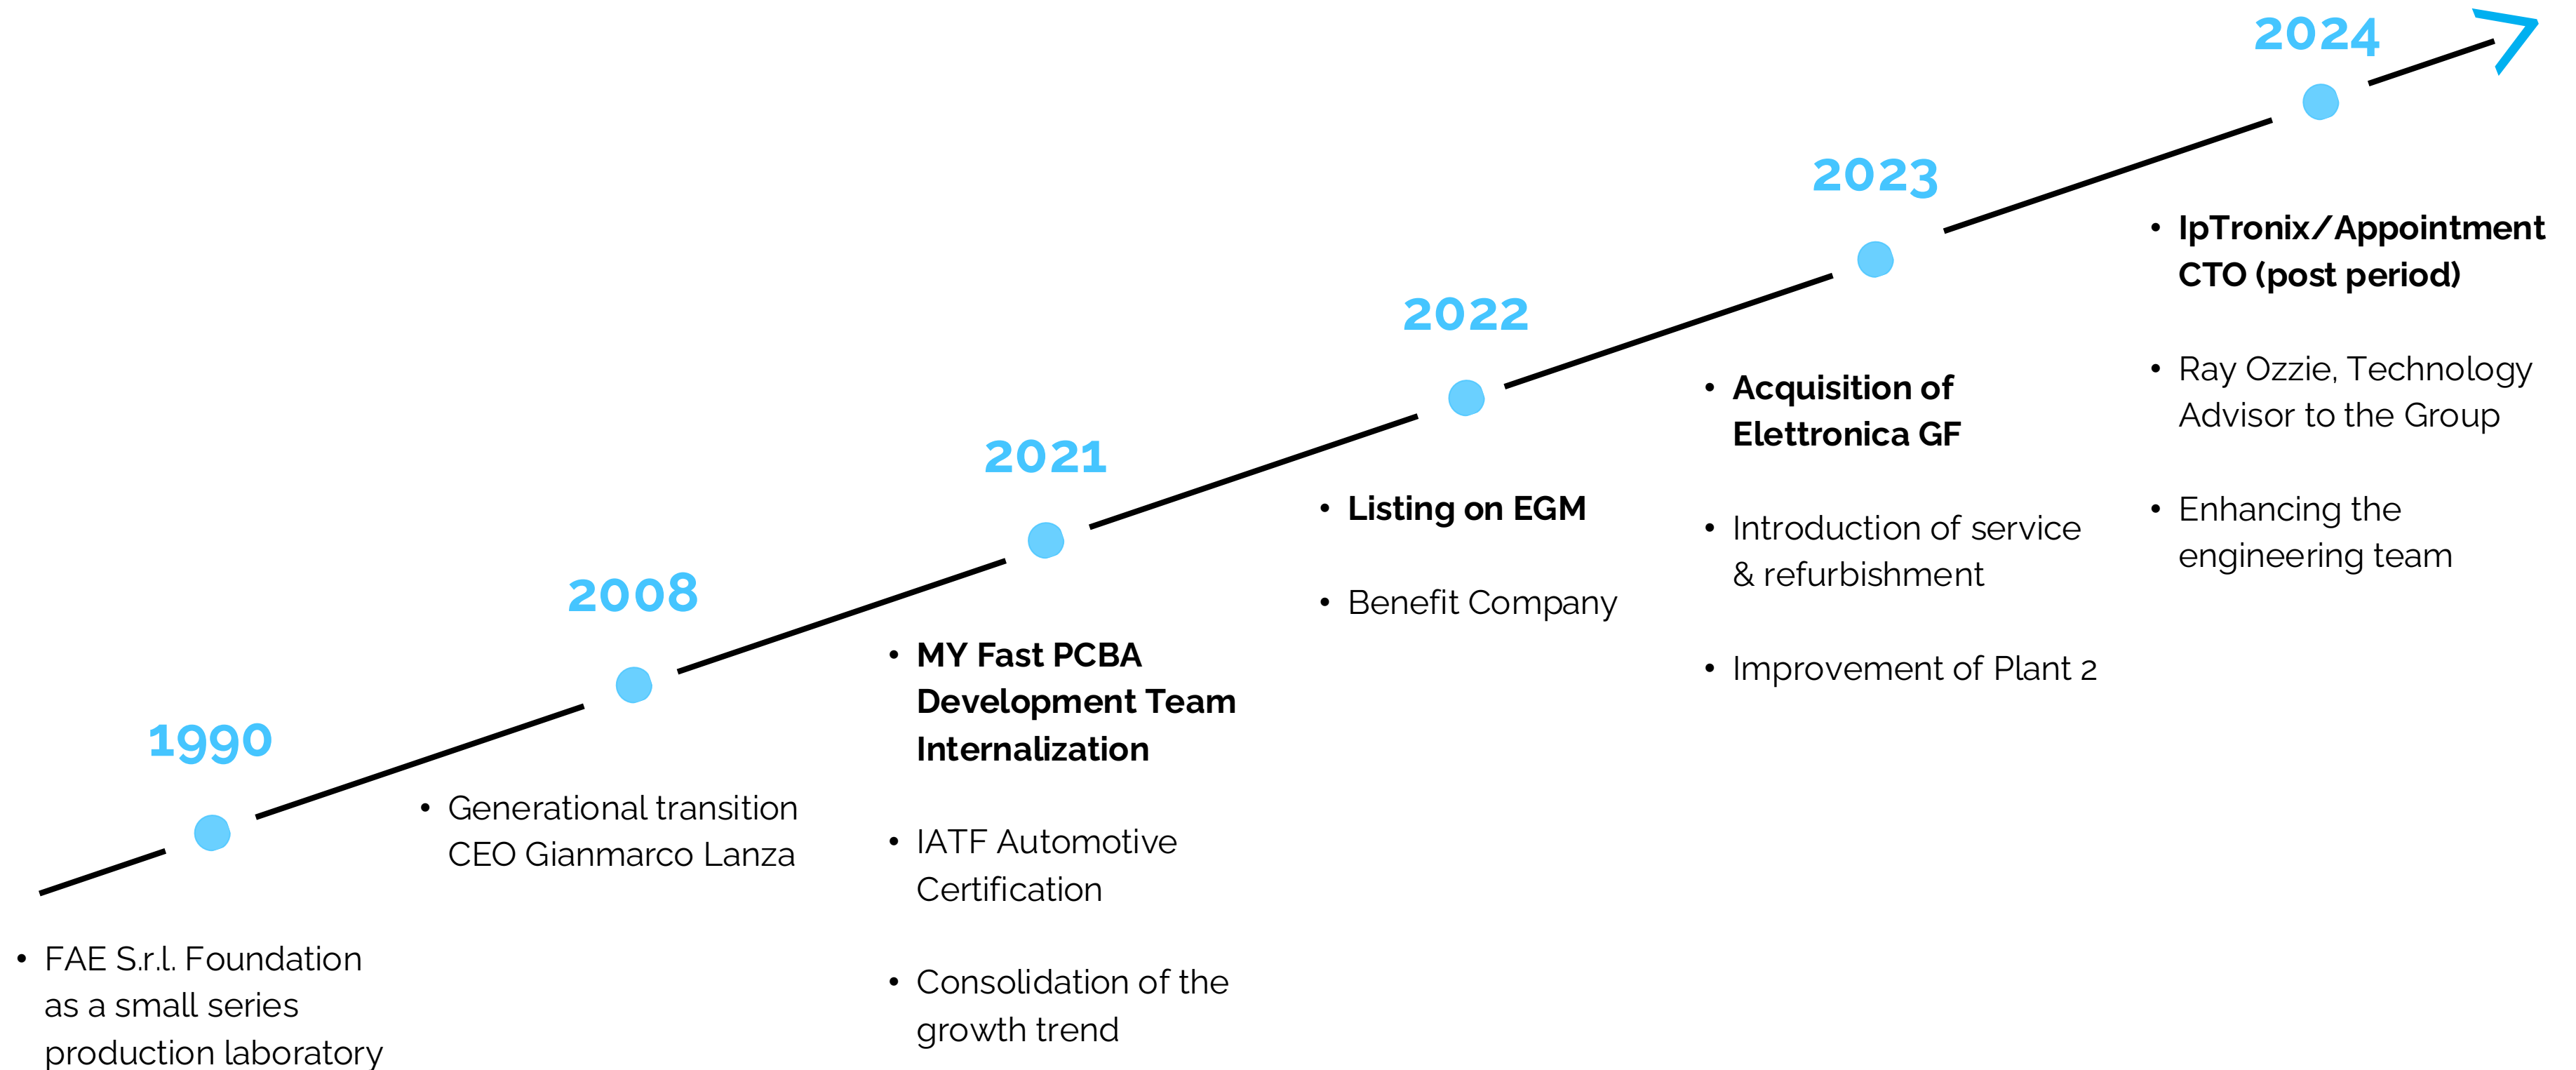 1990
• FAE S.r.l. Foundation
as a small series
production laboratory
2008
• Generational transition
CEO Gianmarco Lanza
2021
• MY Fast PCBA
Development Team
Internalization
• IATF Automotive
Certification
• Consolidation of the
growth trend
2022
• Listing on EGM
• Benefit Company
2023
• Acquisition of
Elettronica GF
• Introduction of service
& refurbishment
• Improvement of Plant 2
2024
• IpTronix/Appointment
CTO (post period)
• Ray Ozzie, Technology
Advisor to the Group
• Enhancing the
engineering team